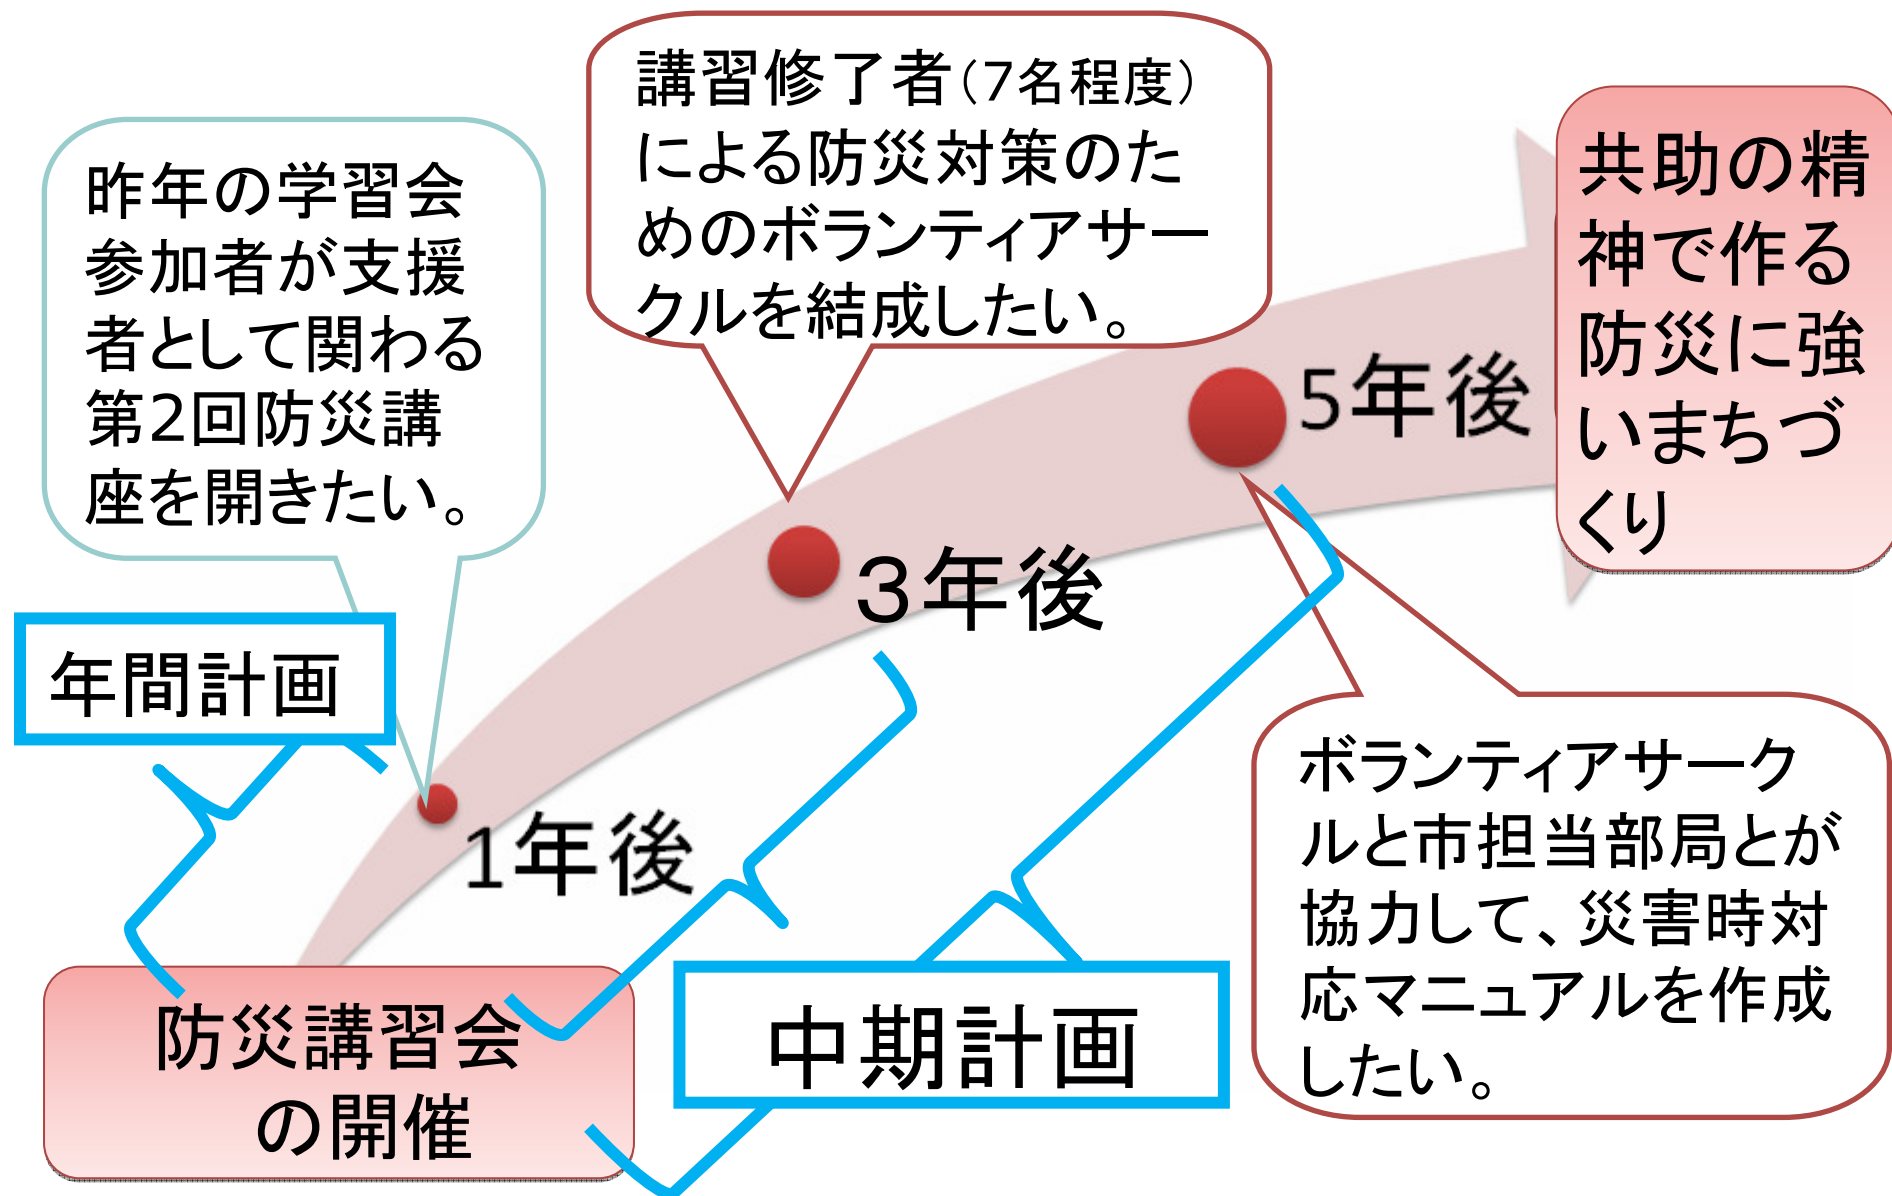 昨年の学習会
参加者が支援
者として関わる
第2回防災講
座を開きたい。
講習修了者（7名程度）
による防災対策のた
めのボランティアサー
クルを結成したい。
共助の精
神で作る
防災に強
いまちづ
くり
5年後
3年後
1年後
年間計画
ボランティアサーク
ルと市担当部局とが
協力して、災害時対
応マニュアルを作成
したい。
中期計画
防災講習会
の開催